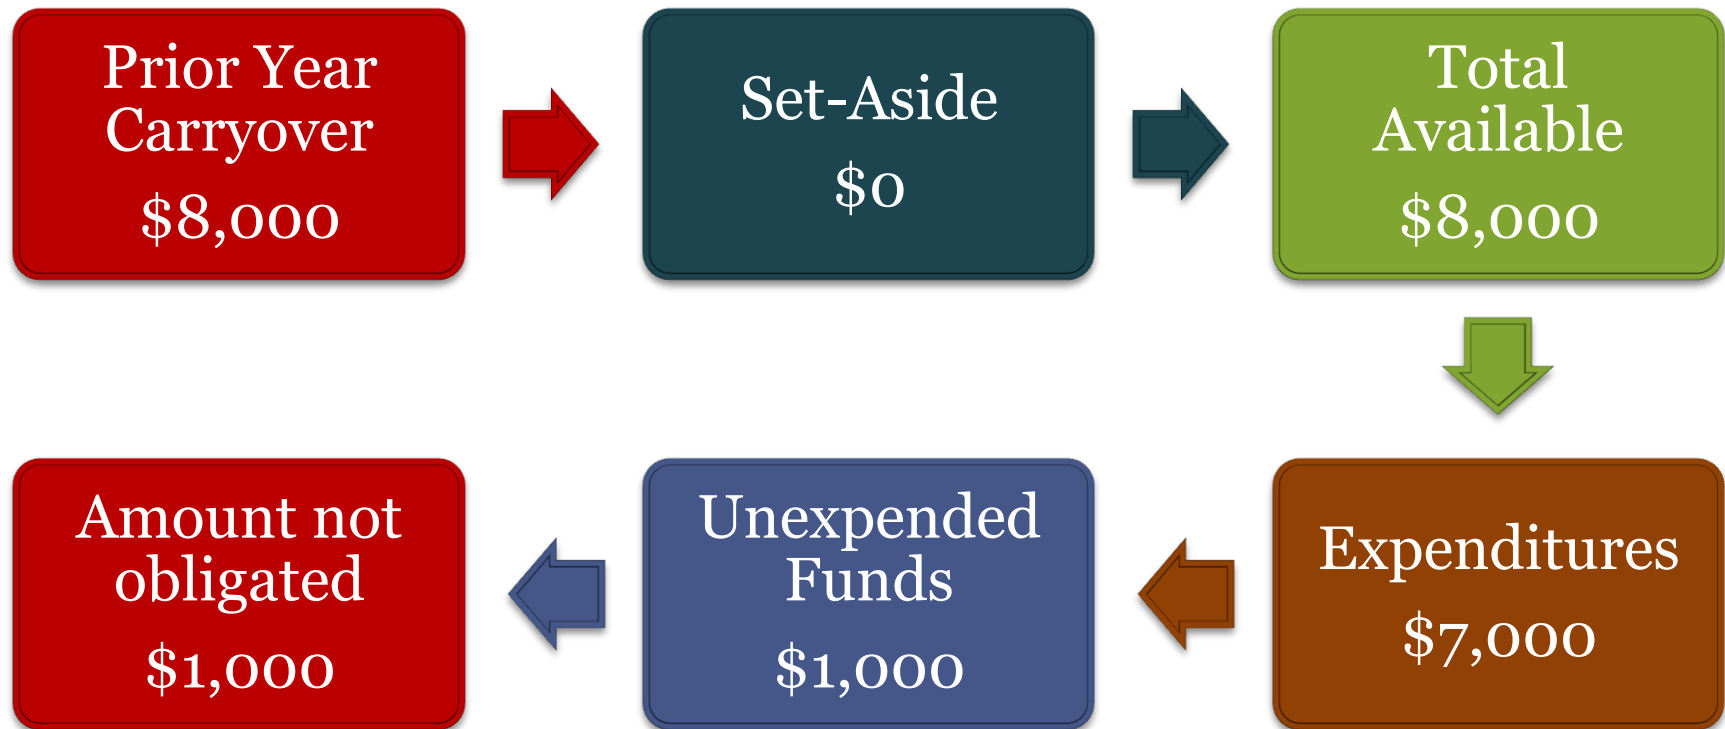 Prior Year
Carryover
$8,000
Set-Aside
$0
Total
Available
$8,000
Expenditures
$7,000
Unexpended
Funds
$1,000
Amount not
obligated
$1,000